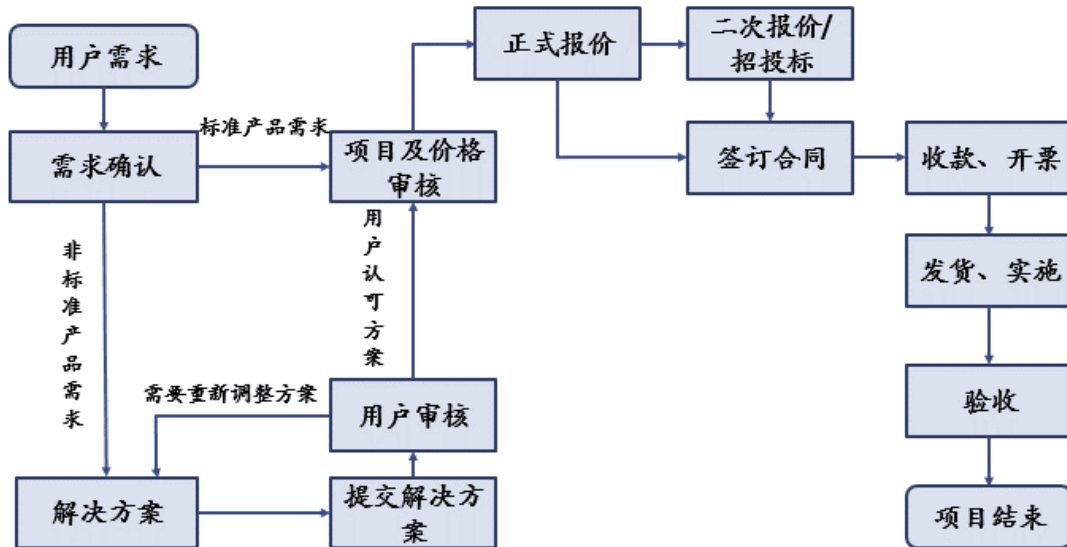 用户需求
正式报价
二次报价/
招投标
标准产品需求
需求确认
项目及价格
审核
签订合同
收款、开票
非标准产品需求
用户认可方案
发货、实施
需要重新调整方案
用户审核
验收
解决方案
提交解决方
案
项目结束